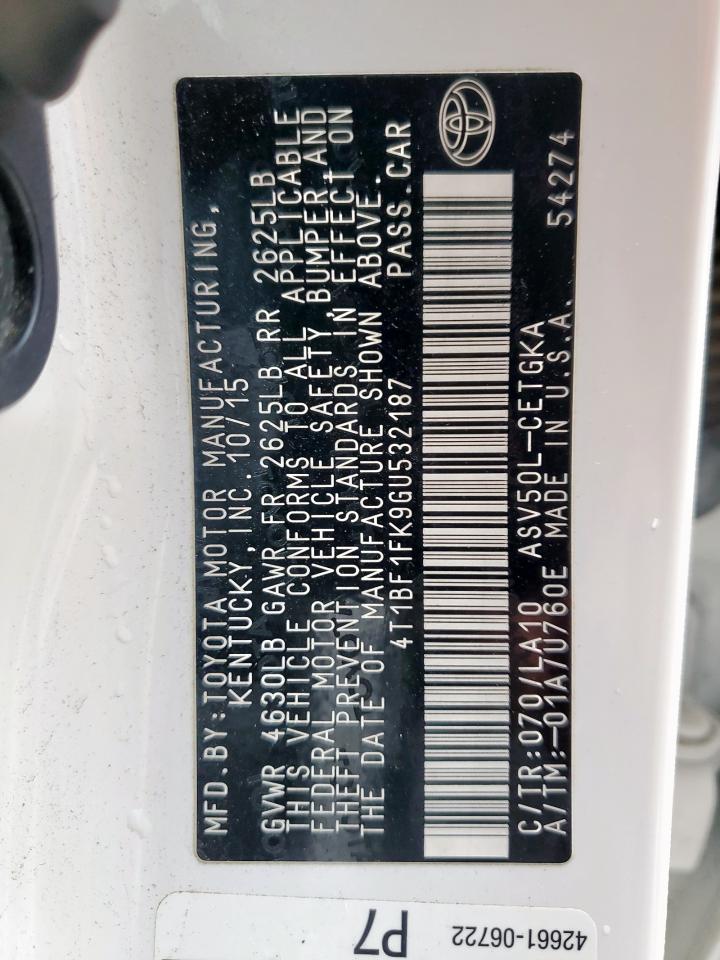 MFD.BY:TOYOTA MOTOR MANUFACTURING,
KENTUCKY, INC. 10/15
GVWR 4630LB GAWR FR 2625LB RR 2625LB
THIS VEHICLE CONFORMS TO ALL APPLICABLE
FEDERAL MOTOR VEHICLE SAFETY, BUMPER, AND
THEFT PREVENTION STANDARDS IN EFFECT ON
THE DATE OF MANUFACTURE SHOWN ABOVE.
4T1BF1FK9GU532187 PASS.CAR
C/TR:070/LA10 ASV50L-CETGKA
A/TM:-01A/U760E MADE IN U.S.A. 54274
P7
42661-06722